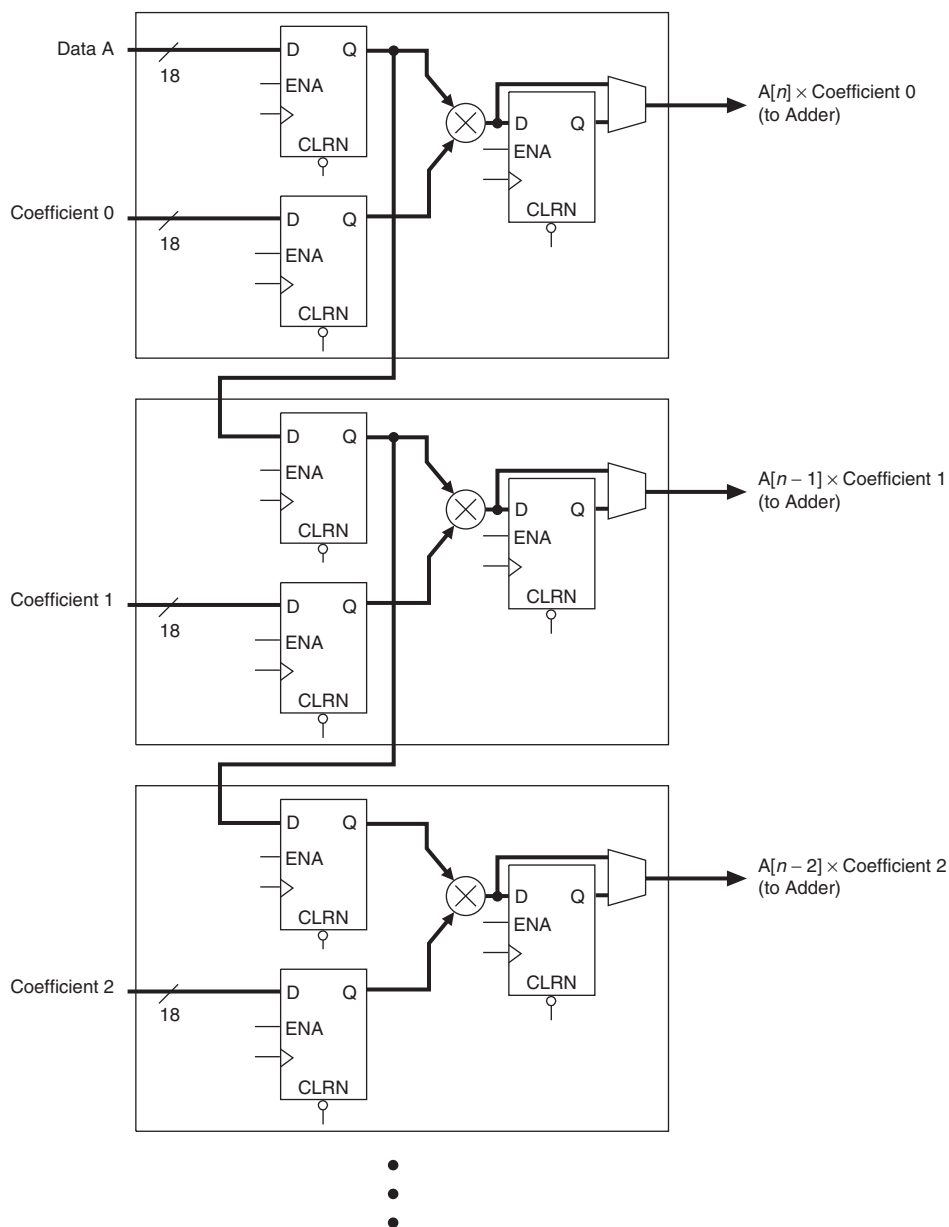 Data A
18
D Q
ENA
CLRN
Coefficient 0
18
D Q
ENA
CLRN
D Q
ENA
CLRN
A[n] × Coefficient 0
(to Adder)
D Q
ENA
CLRN
Coefficient 1
18
D Q
ENA
CLRN
D Q
ENA
CLRN
A[n – 1] × Coefficient 1
(to Adder)
D Q
ENA
CLRN
Coefficient 2
18
D Q
ENA
CLRN
D Q
ENA
CLRN
A[n – 2] × Coefficient 2
(to Adder)